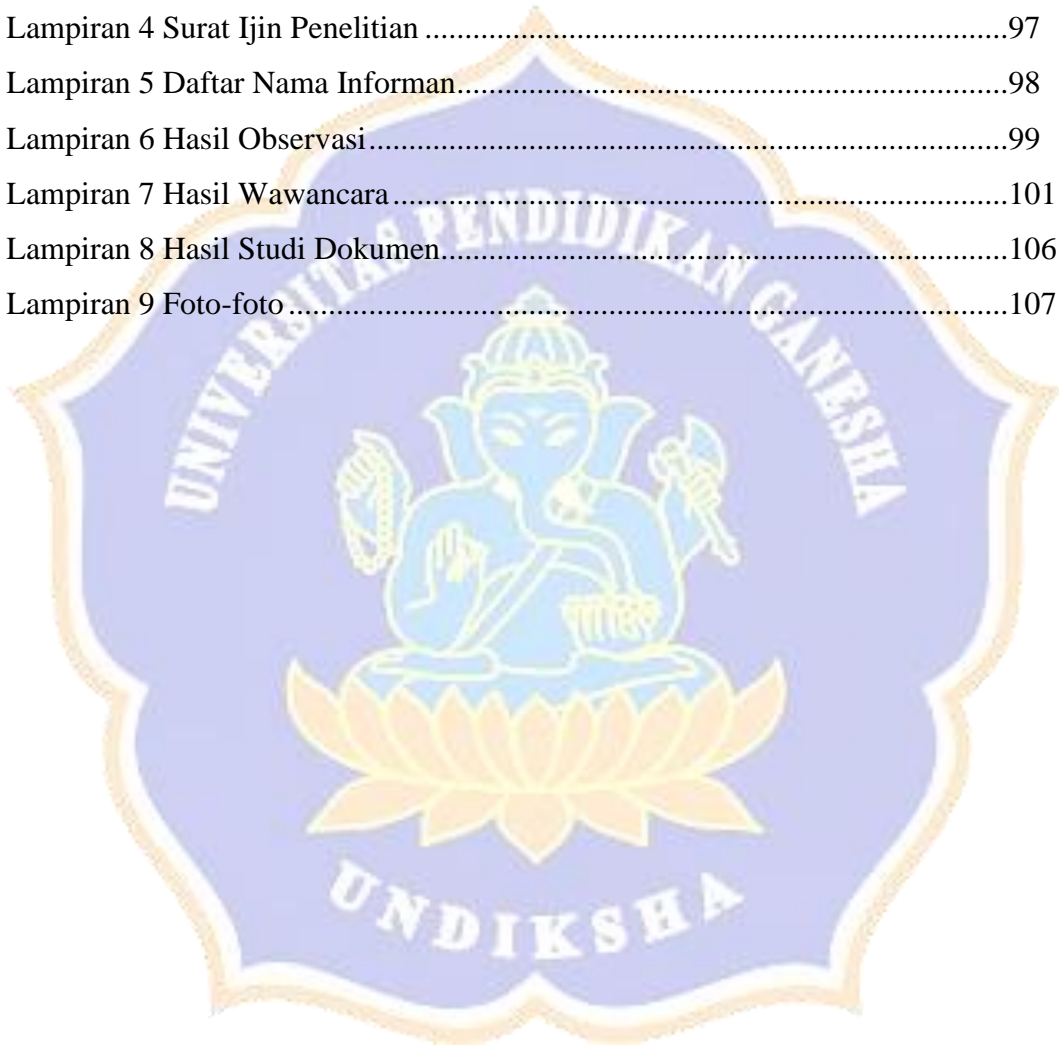 Lampiran 4 Surat Ijin Penelitian ..........................................................................97
Lampiran 5 Daftar Nama Informan......................................................................98
Lampiran 6 Hasil Observasi.................................................................................99
Lampiran 7 Hasil Wawancara..............................................................................101
Lampiran 8 Hasil Studi Dokumen........................................................................106
Lampiran 9 Foto-foto...........................................................................................107
UNIVERSITAS PENDIDIKAN GANESHA
UNDIKSHA